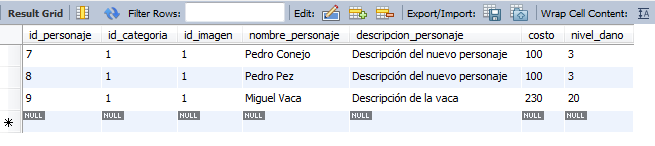 Result Grid Filter Rows: Edit: Export/Import: Wrap Cell Content: IA
id_personaje id_categoria id_imagen nombre_personaje descripcion_personaje costo nivel_dano
7 1 1 Pedro Conejo Descripción del nuevo personaje 100 3
8 1 1 Pedro Pez Descripción del nuevo personaje 100 3
9 1 1 Miguel Vaca Descripción de la vaca 230 20
NULL NULL NULL NULL NULL NULL NULL